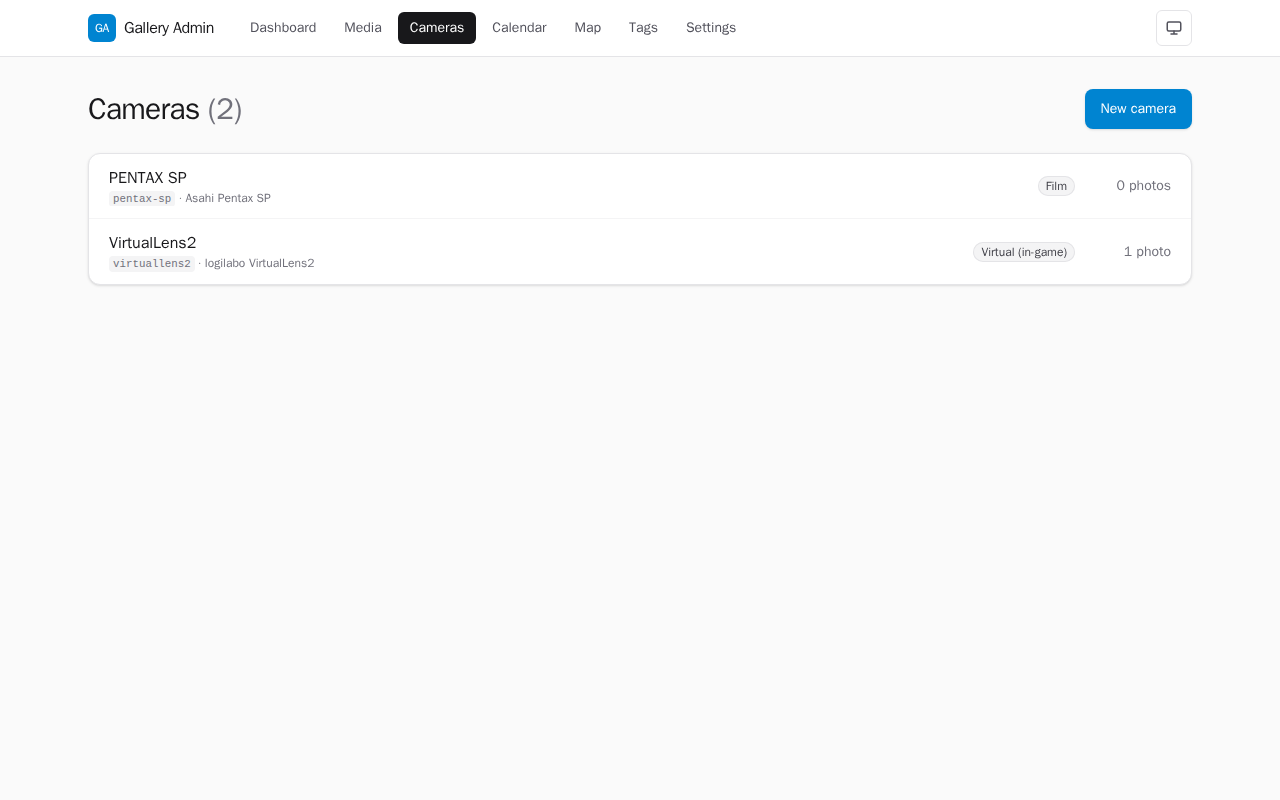 GA Gallery Admin Dashboard Media Cameras Calendar Map Tags Settings
Cameras (2) New camera
PENTAX SP
pentax-sp · Asahi Pentax SP Film 0 photos
VirtualLens2
virtuallens2 · logilabo VirtualLens2 Virtual (in-game) 1 photo